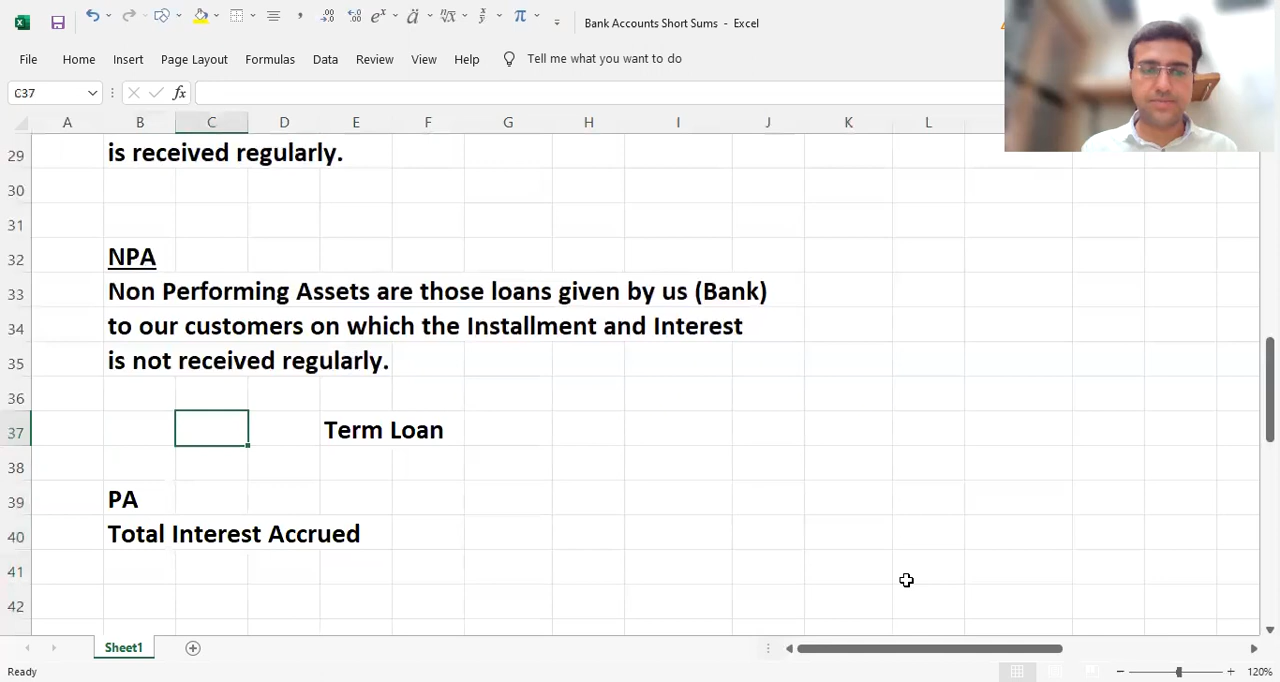 Bank Accounts Short Sums - Excel
File Home Insert Page Layout Formulas Data Review View Help Tell me what you want to do
C37 fx
A B C D E F G H I J K L
29 is received regularly.
30
31
32 NPA
33 Non Performing Assets are those loans given by us (Bank)
34 to our customers on which the Installment and Interest
35 is not received regularly.
36
37 Term Loan
38
39 PA
40 Total Interest Accrued
41
42
Sheet1
Ready 120%